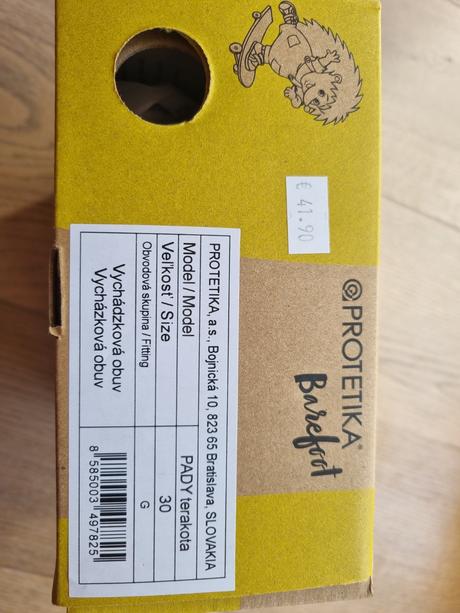 € 41.90
PROTETIKA®
Barefoot
PROTETIKA, a.s., Bojnická 10, 823 65 Bratislava, SLOVAKIA
Model / Model PADY terakota
Veľkosť / Size 30
Obvodová skupina / Fitting G
Vychádzková obuv
Vycházková obuv
8 585003 497825